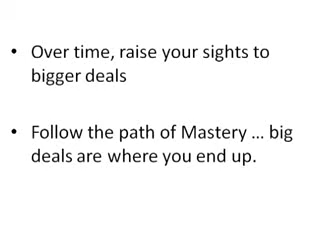 • Over time, raise your sights to
bigger deals
• Follow the path of Mastery ... big
deals are where you end up.